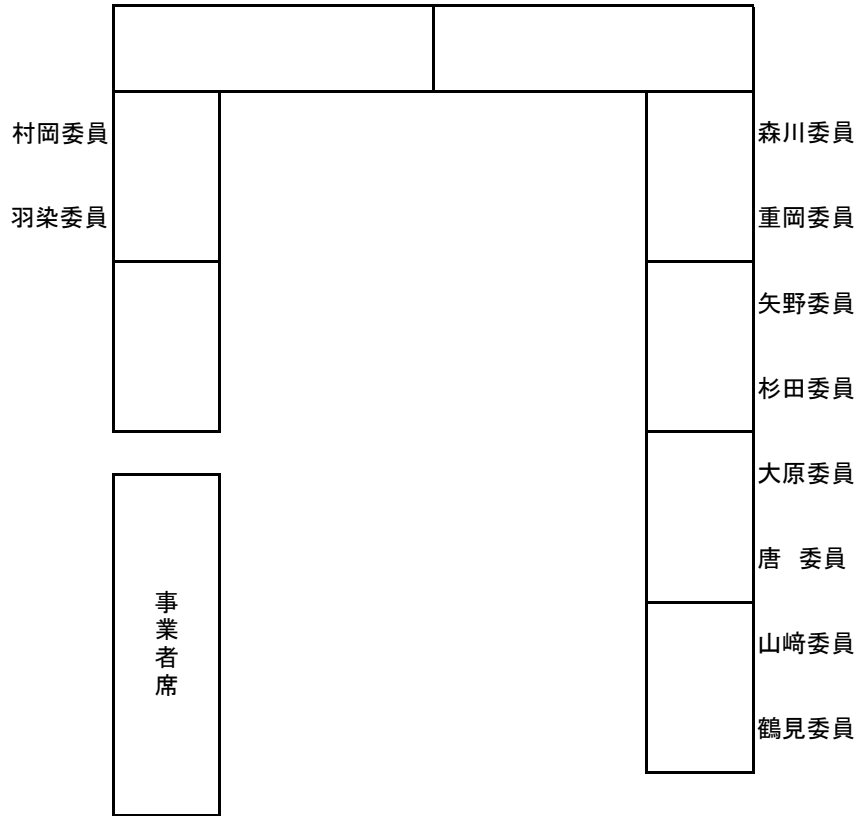 村岡委員
羽染委員
事業者席
森川委員
重岡委員
矢野委員
杉田委員
大原委員
唐 委員
山﨑委員
鶴見委員